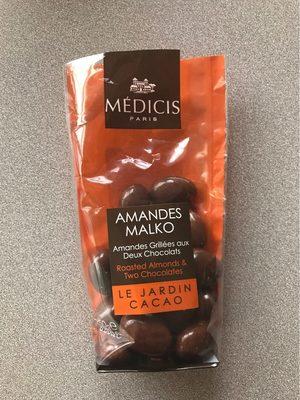 MÉDICIS
PARIS
AMANDES
MALKO
Amandes Grillées aux
Deux Chocolats
Roasted Almonds &
Two Chocolates
LE JARDIN
CACAO